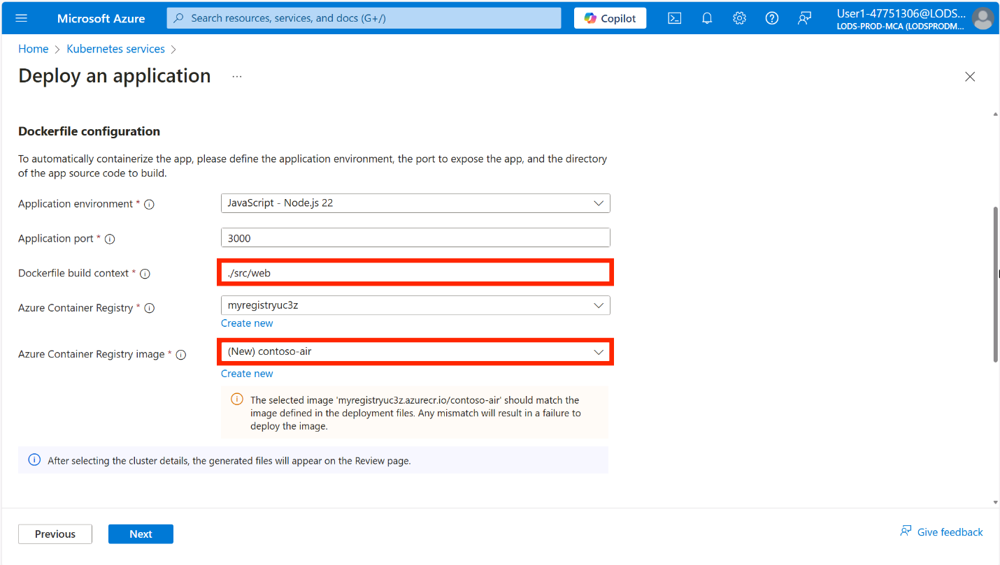 Microsoft Azure
Search resources, services, and docs (G+/)
Copilot
User1-47751306@LODS...
LODS-PROD-MCA (LODSPRODM...
Home > Kubernetes services >
Deploy an application ...
Dockerfile configuration
To automatically containerize the app, please define the application environment, the port to expose the app, and the directory
of the app source code to build.
Application environment * JavaScript - Node.js 22
Application port * 3000
Dockerfile build context * ./src/web
Azure Container Registry * myregistryuc3z
Create new
Azure Container Registry image * (New) contoso-air
Create new
The selected image 'myregistryuc3z.azurecr.io/contoso-air' should match the
image defined in the deployment files. Any mismatch will result in a failure to
deploy the image.
After selecting the cluster details, the generated files will appear on the Review page.
Previous
Next
Give feedback